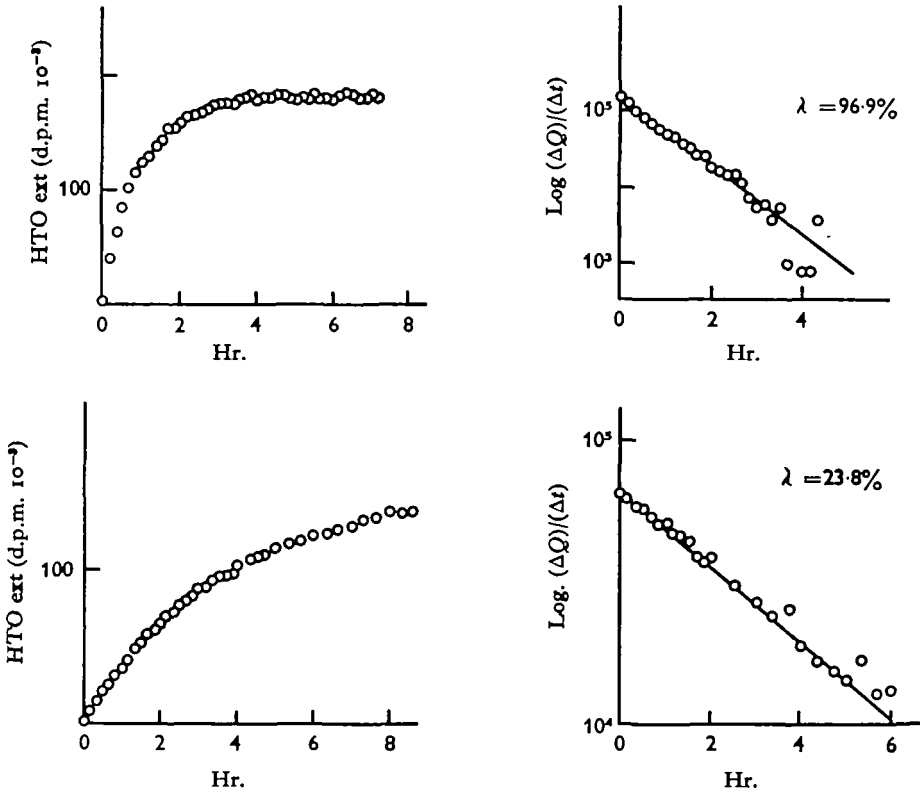 HTO ext (d.p.m. 10⁻³)
100
0 2 4 6 8
Hr.
Log (ΔQ)/(Δt)
10⁵
10³
λ = 96·9%
0 2 4
Hr.
HTO ext (d.p.m. 10⁻³)
100
0 2 4 6 8
Hr.
Log. (ΔQ)/(Δt)
10⁵
10⁴
λ = 23·8%
0 2 4 6
Hr.